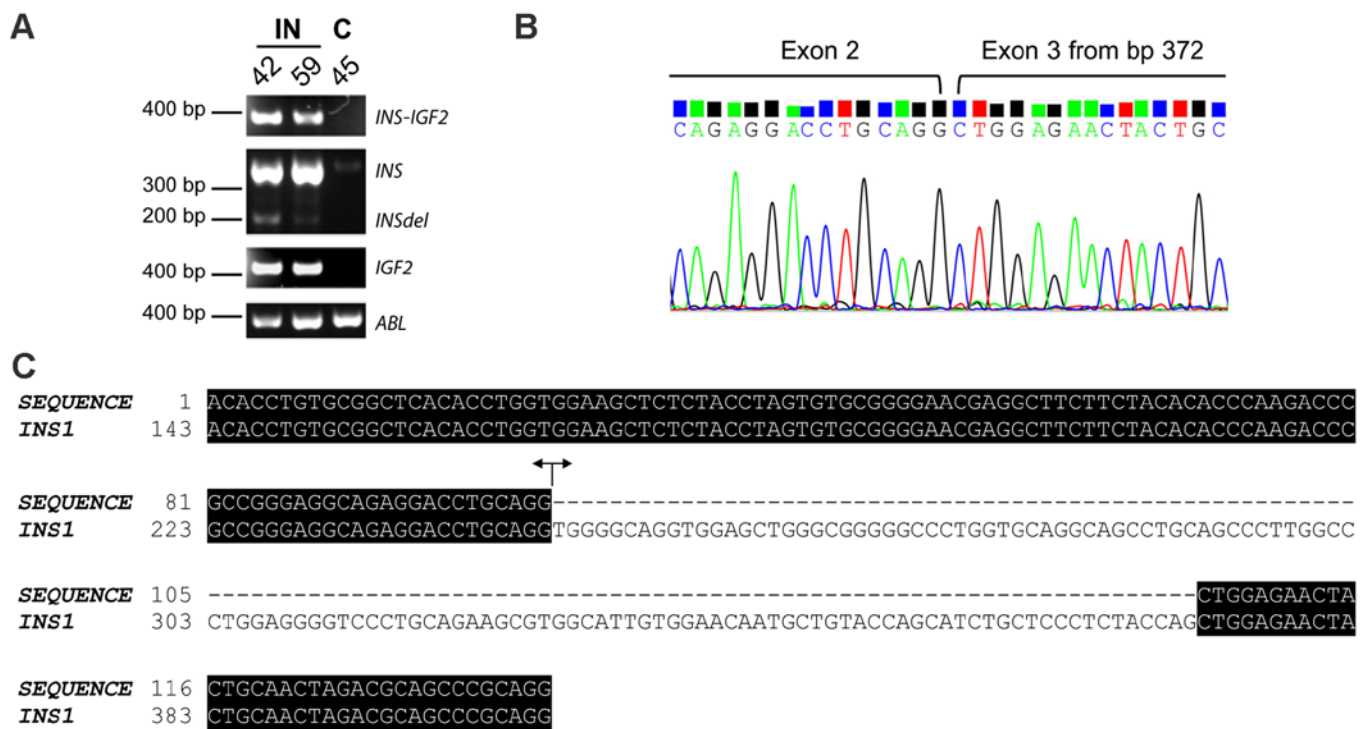 A
IN C
42 59 45
400 bp INS-IGF2
INS
300 bp
200 bp INSdel
400 bp IGF2
400 bp ABL
B
Exon 2 Exon 3 from bp 372
CAGAGGACCTGCAGGCTGGAGAACTACTGC
C
SEQUENCE 1 ACACCTGTGCGGCTCACACCTGGTGGAAGCTCTCTACCTAGTGTGCGGGGAACGAGGCTTCTTCTACACACCCAAGACCC
INS1 143 ACACCTGTGCGGCTCACACCTGGTGGAAGCTCTCTACCTAGTGTGCGGGGAACGAGGCTTCTTCTACACACCCAAGACCC
SEQUENCE 81 GCCGGGAGGCAGAGGACCTGCAGG--------------------------------------------------------
INS1 223 GCCGGGAGGCAGAGGACCTGCAGGTGGGGCAGGTGGAGCTGGGCGGGGGCCCTGGTGCAGGCAGCCTGCAGCCCTTGGCC
SEQUENCE 105 ---------------------------------------------------------------------CTGGAGAACTA
INS1 303 CTGGAGGGGTCCCTGCAGAAGCGTGGCATTGTGGAACAATGCTGTACCAGCATCTGCTCCCTCTACCAGCTGGAGAACTA
SEQUENCE 116 CTGCAACTAGACGCAGCCCGCAGG
INS1 383 CTGCAACTAGACGCAGCCCGCAGG